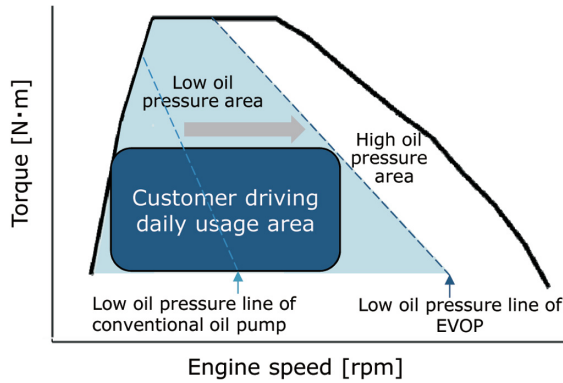 Torque [N·m]
Low oil
pressure area
High oil
pressure
area
Customer driving
daily usage area
Low oil pressure line of
conventional oil pump
Low oil pressure line of
EVOP
Engine speed [rpm]